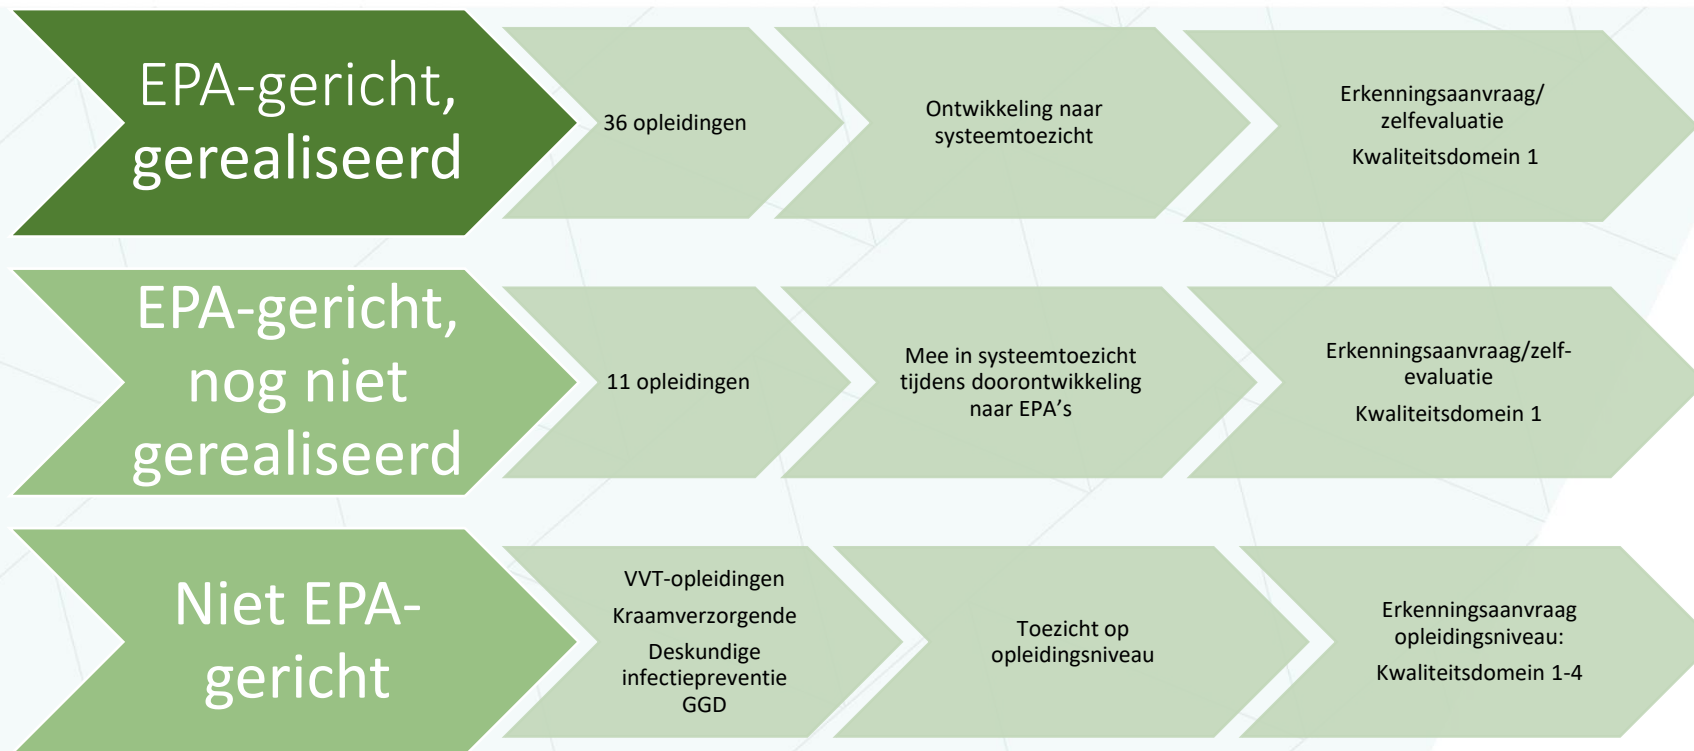 EPA-gericht,
gerealiseerd
36 opleidingen
Ontwikkeling naar
systeemtoezicht
Erkenningsaanvraag/
zelfevaluatie
Kwaliteitsdomein 1
EPA-gericht,
nog niet
gerealiseerd
11 opleidingen
Mee in systeemtoezicht
tijdens doorontwikkeling
naar EPA's
Erkenningsaanvraag/zelf-
evaluatie
Kwaliteitsdomein 1
Niet EPA-
gericht
VVT-opleidingen
Kraamverzorgende
Deskundige
infectiepreventie
GGD
Toezicht op
opleidingsniveau
Erkenningsaanvraag
opleidingsniveau:
Kwaliteitsdomein 1-4